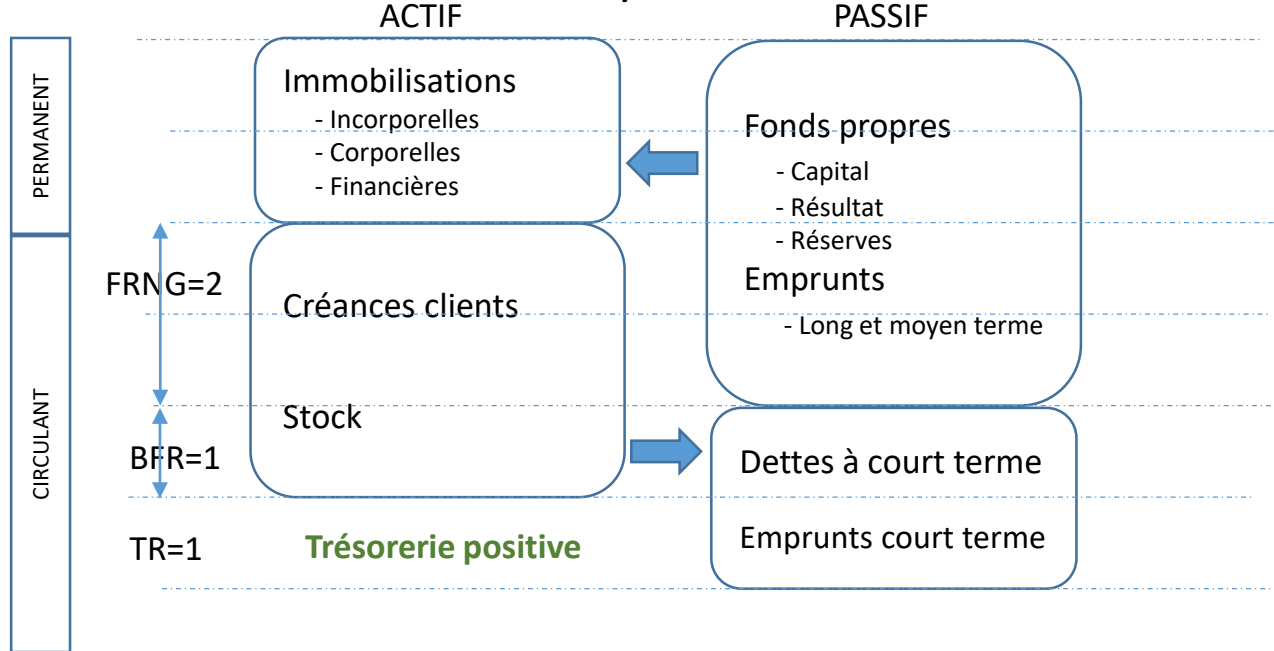 ACTIF
PASSIF
PERMANENT
Immobilisations
- Incorporelles
- Corporelles
- Financières
Fonds propres
- Capital
- Résultat
- Réserves
Emprunts
- Long et moyen terme
CIRCULANT
FRNG=2
Créances clients
Stock
BFR=1
Dettes à court terme
Emprunts court terme
TR=1
Trésorerie positive